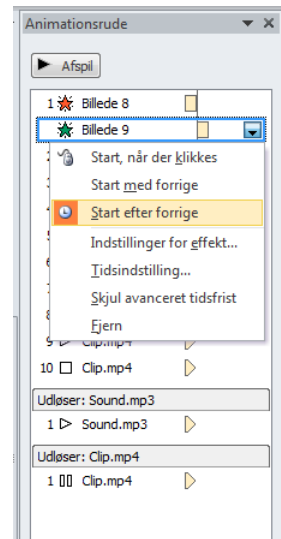 Animationsrude
Afspil
1 Billede 8
Billede 9
Start, når der klikkes
Start med forrige
Start efter forrige
Indstillinger for effekt...
Tidsindstilling...
Skjul avanceret tidsfrist
Fjern
9 Clip.mp4
10 Clip.mp4
Udløser: Sound.mp3
1 Sound.mp3
Udløser: Clip.mp4
1 Clip.mp4